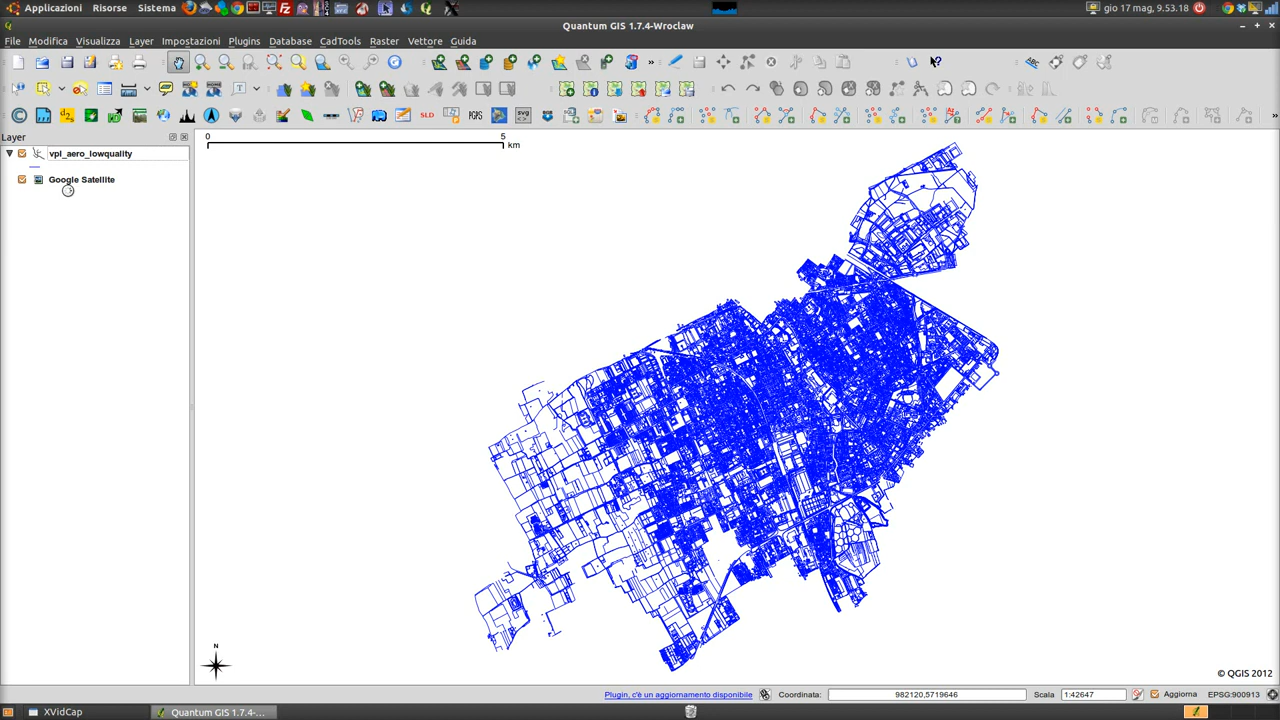 Applicazioni Risorse Sistema gio 17 mag, 9.53.18
Quantum GIS 1.7.4-Wroclaw
File Modifica Visualizza Layer Impostazioni Plugins Database CadTools Raster Vettore Guida
SLD
Layer
vpl_aero_lowquality
Google Satellite
0 5
km
N
© QGIS 2012
Plugin, c'è un aggiornamento disponibile Coordinata: 982120,5719646 Scala 1:42647 Aggiorna EPSG:900913
XVidCap Quantum GIS 1.7.4-...